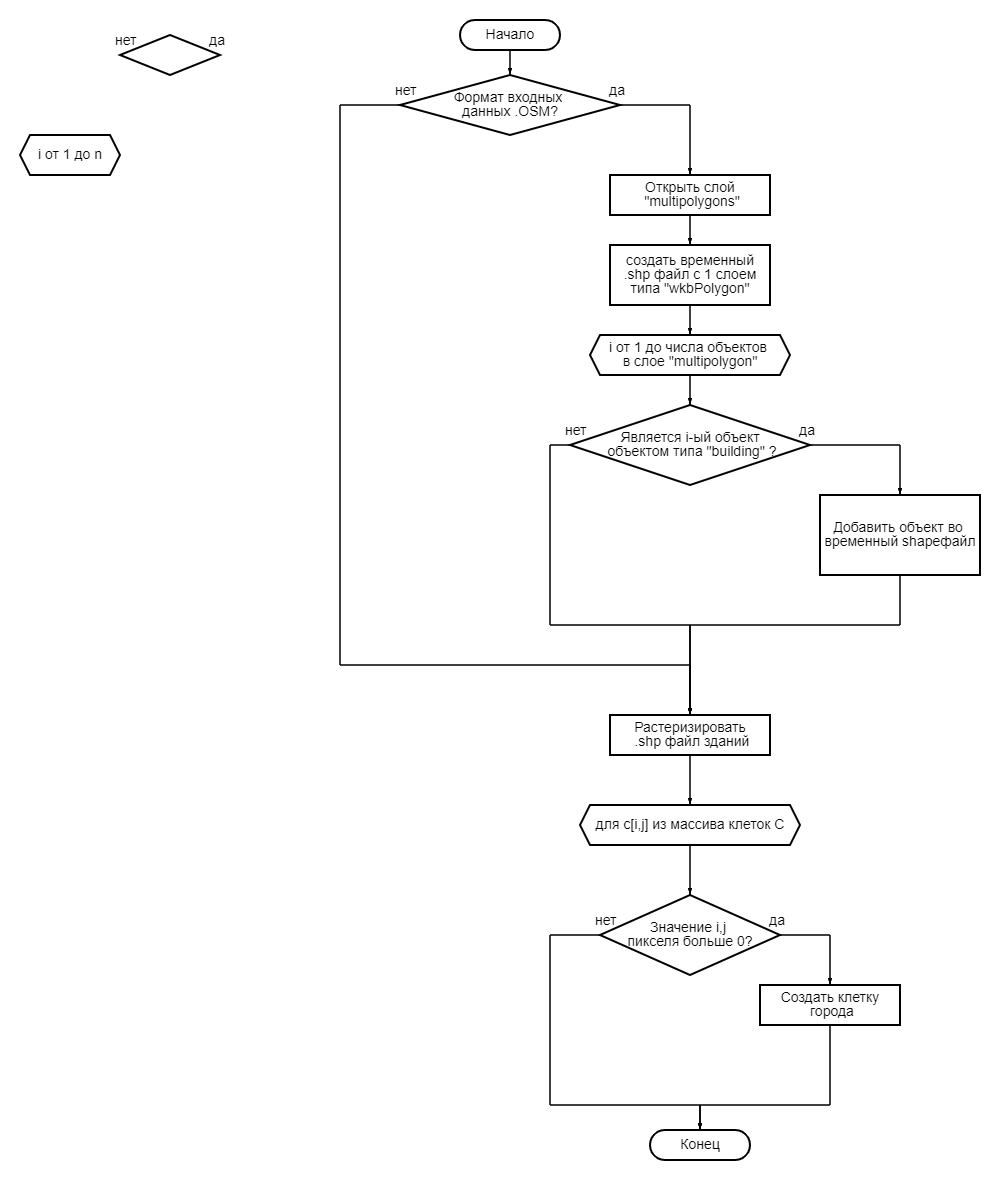 Начало
нет
да
нет
да
Формат входных
данных .OSM?
i от 1 до n
Открыть слой
"multipolygons"
создать временный
.shp файл с 1 слоем
типа "wkbPolygon"
i от 1 до числа объектов
в слое "multipolygon"
нет
да
Является i-ый объект
объектом типа "building" ?
Добавить объект во
временный shapeфайл
Растеризировать
.shp файл зданий
для c[i,j] из массива клеток C
нет
да
Значение i,j
пикселя больше 0?
Создать клетку
города
Конец